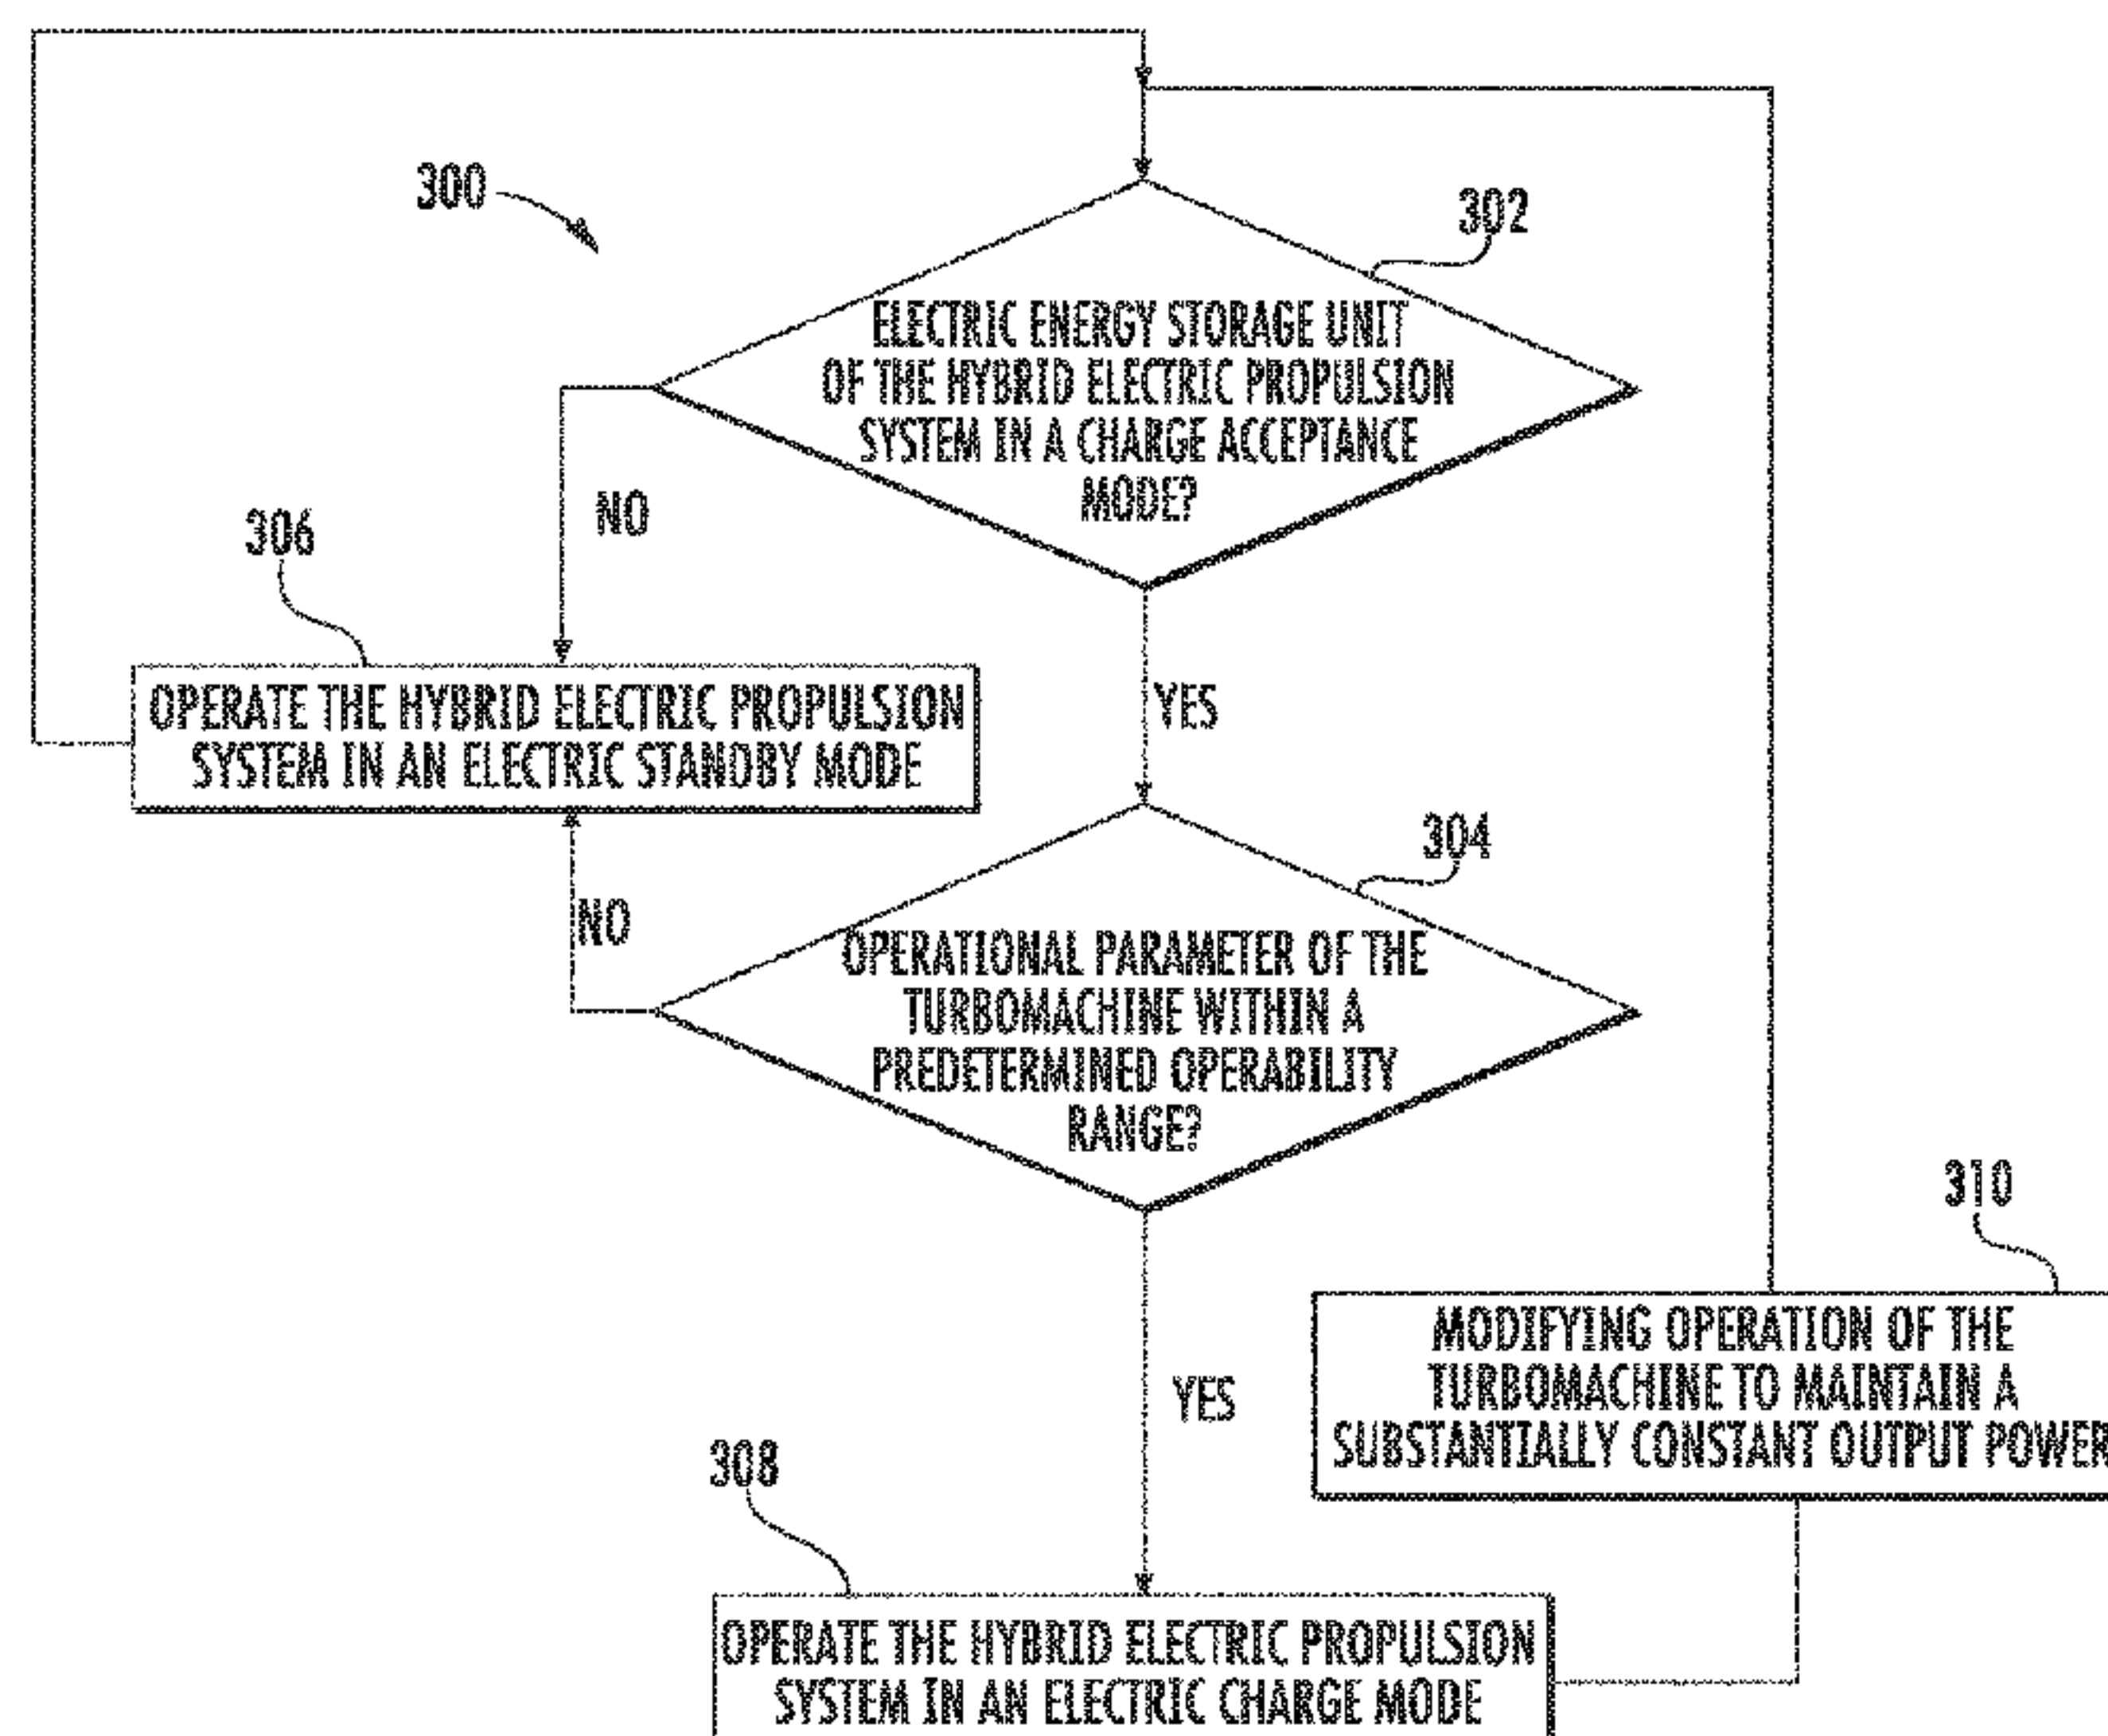 300
302
ELECTRIC ENERGY STORAGE UNIT
OF THE HYBRID ELECTRIC PROPULSION
SYSTEM IN A CHARGE ACCEPTANCE
MODE?
NO
306
OPERATE THE HYBRID ELECTRIC PROPULSION
SYSTEM IN AN ELECTRIC STANDBY MODE
YES
304
NO
OPERATIONAL PARAMETER OF THE
TURBOMACHINE WITHIN A
PREDETERMINED OPERABILITY
RANGE?
310
MODIFYING OPERATION OF THE
TURBOMACHINE TO MAINTAIN A
SUBSTANTIALLY CONSTANT OUTPUT POWER
YES
308
OPERATE THE HYBRID ELECTRIC PROPULSION
SYSTEM IN AN ELECTRIC CHARGE MODE